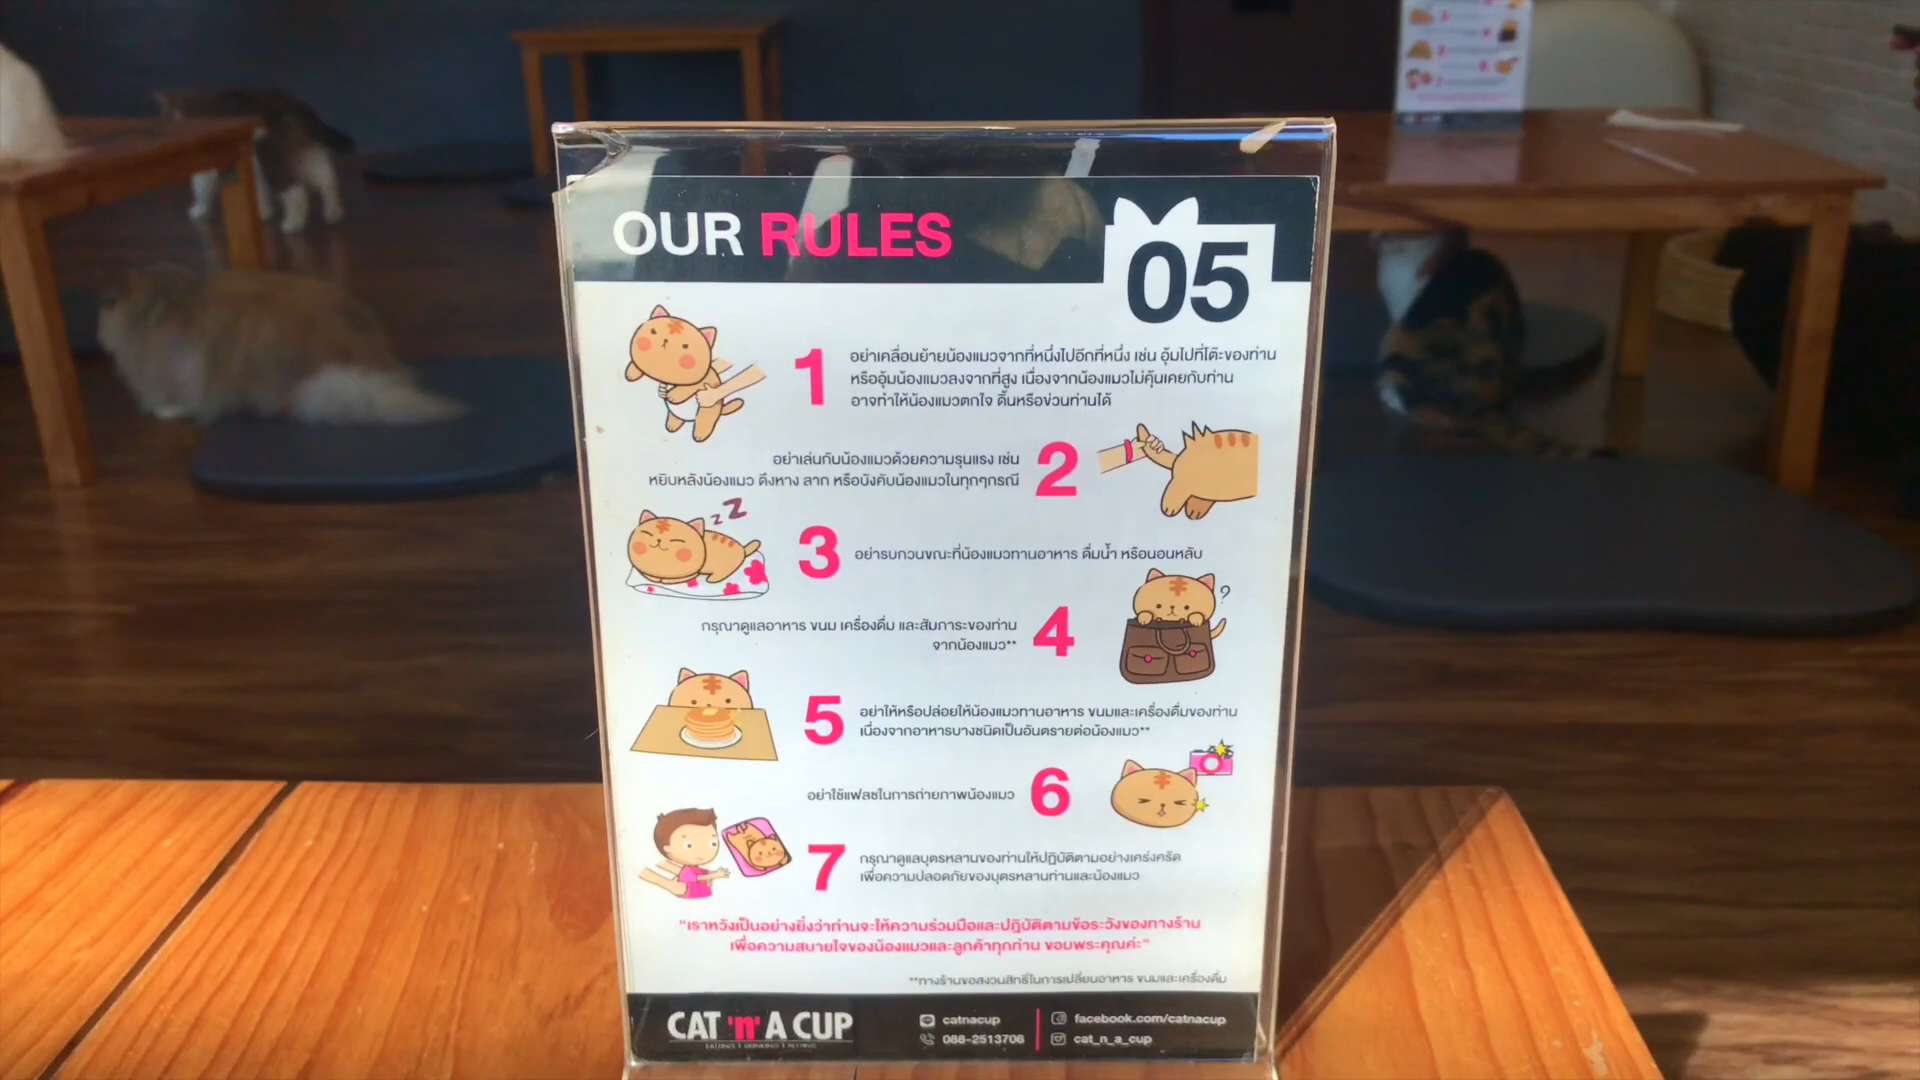 OUR RULES
05
1
อย่าเคลื่อนย้ายน้องแมวจากที่หนึ่งไปอีกที่หนึ่ง เช่น อุ้มไปที่โต๊ะของท่าน
หรืออุ้มน้องแมวลงจากที่สูง เนื่องจากน้องแมวไม่คุ้นเคยกับท่าน
อาจทำให้น้องแมวตกใจ ดิ้นหรือข่วนท่านได้
อย่าเล่นกับน้องแมวด้วยความรุนแรง เช่น
หยิบหลังน้องแมว ดึงหาง ลาก หรือบังคับน้องแมวในทุกๆกรณี
2
zZ
3
อย่ารบกวนขณะที่น้องแมวทานอาหาร ดื่มน้ำ หรือนอนหลับ
กรุณาดูแลอาหาร ขนม เครื่องดื่ม และสัมภาระของท่าน
จากน้องแมว**
4
?
5
อย่าให้หรือปล่อยให้น้องแมวทานอาหาร ขนมและเครื่องดื่มของท่าน
เนื่องจากอาหารบางชนิดเป็นอันตรายต่อน้องแมว**
อย่าใช้แฟลชในการถ่ายภาพน้องแมว
6
7
กรุณาดูแลบุตรหลานของท่านให้ปฏิบัติตามอย่างเคร่งครัด
เพื่อความปลอดภัยของบุตรหลานท่านและน้องแมว
"เราหวังเป็นอย่างยิ่งว่าท่านจะให้ความร่วมมือและปฏิบัติตามข้อระวังของทางร้าน
เพื่อความสบายใจของน้องแมวและลูกค้าทุกท่าน ขอบพระคุณค่ะ"
**ทางร้านขอสงวนสิทธิ์ในการเปลี่ยนอาหาร ขนมและเครื่องดื่ม
CAT 'n' A CUP
catnacup
088-2513706
facebook.com/catnacup
cat_n_a_cup